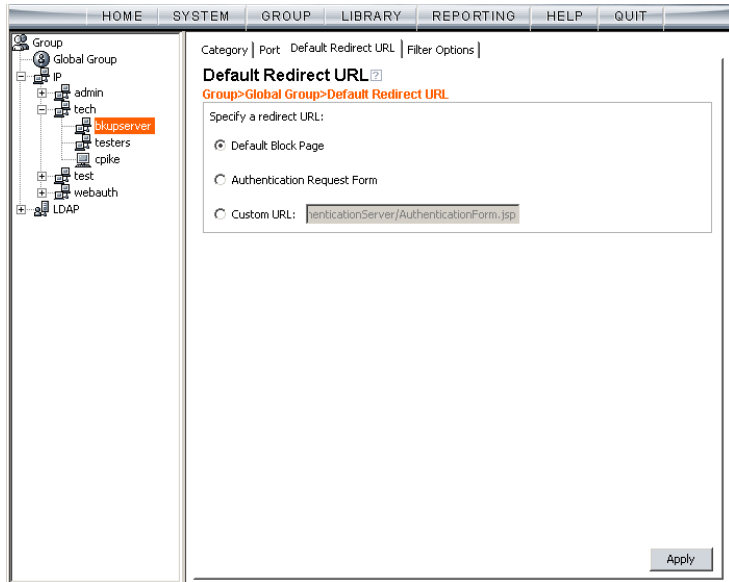 HOME SYSTEM GROUP LIBRARY REPORTING HELP QUIT
Group
Global Group
IP
admin
tech
bkupserver
testers
cpike
test
webauth
LDAP
Category Port Default Redirect URL Filter Options
Default Redirect URL ?
Group>Global Group>Default Redirect URL
Specify a redirect URL:
Default Block Page
Authentication Request Form
Custom URL: henticationServer/AuthenticationForm.jsp
Apply